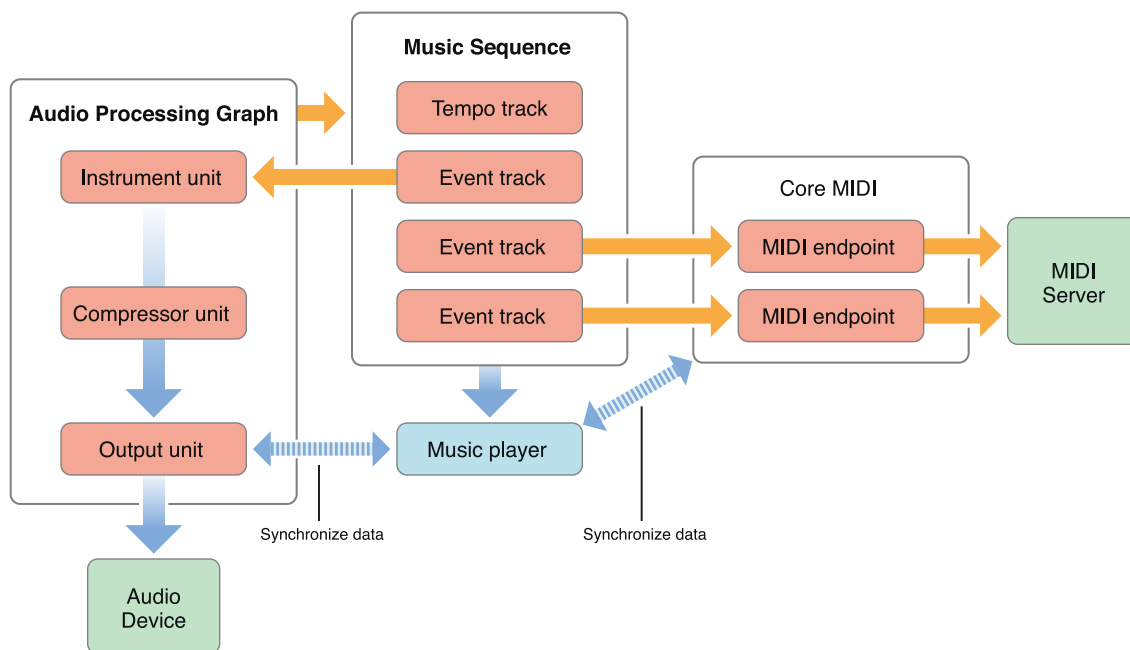 Music Sequence
Tempo track
Event track
Event track
Event track
Audio Processing Graph
Instrument unit
Compressor unit
Output unit
Core MIDI
MIDI endpoint
MIDI endpoint
MIDI
Server
Music player
Synchronize data
Synchronize data
Audio
Device